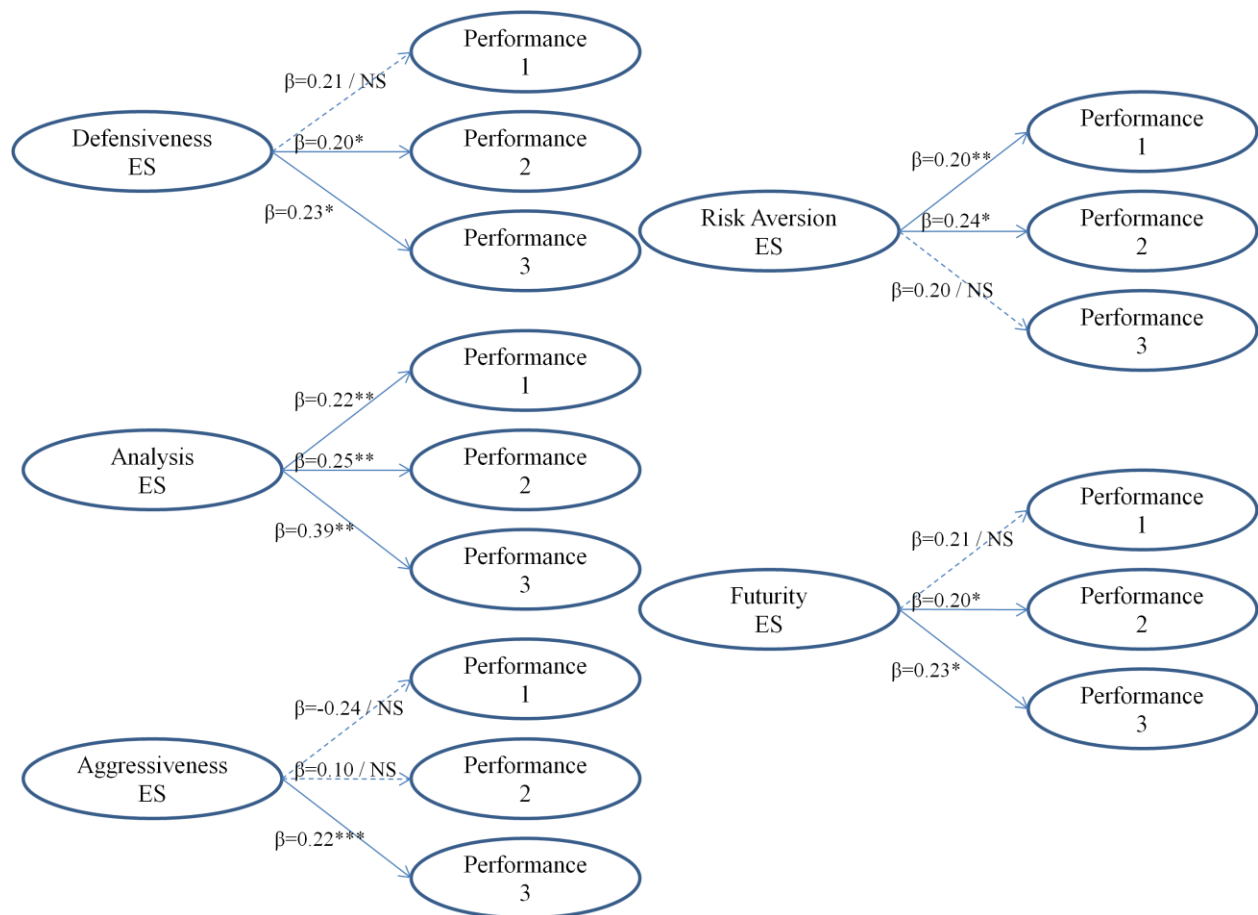 Defensiveness
ES
β=0.21 / NS
β=0.20*
β=0.23*
Performance
1
Performance
2
Performance
3
Analysis
ES
β=0.22**
β=0.25**
β=0.39**
Performance
1
Performance
2
Performance
3
Aggressiveness
ES
β=-0.24 / NS
β=0.10 / NS
β=0.22***
Performance
1
Performance
2
Performance
3
Risk Aversion
ES
β=0.20**
β=0.24*
β=0.20 / NS
Performance
1
Performance
2
Performance
3
Futurity
ES
β=0.21 / NS
β=0.20*
β=0.23*
Performance
1
Performance
2
Performance
3